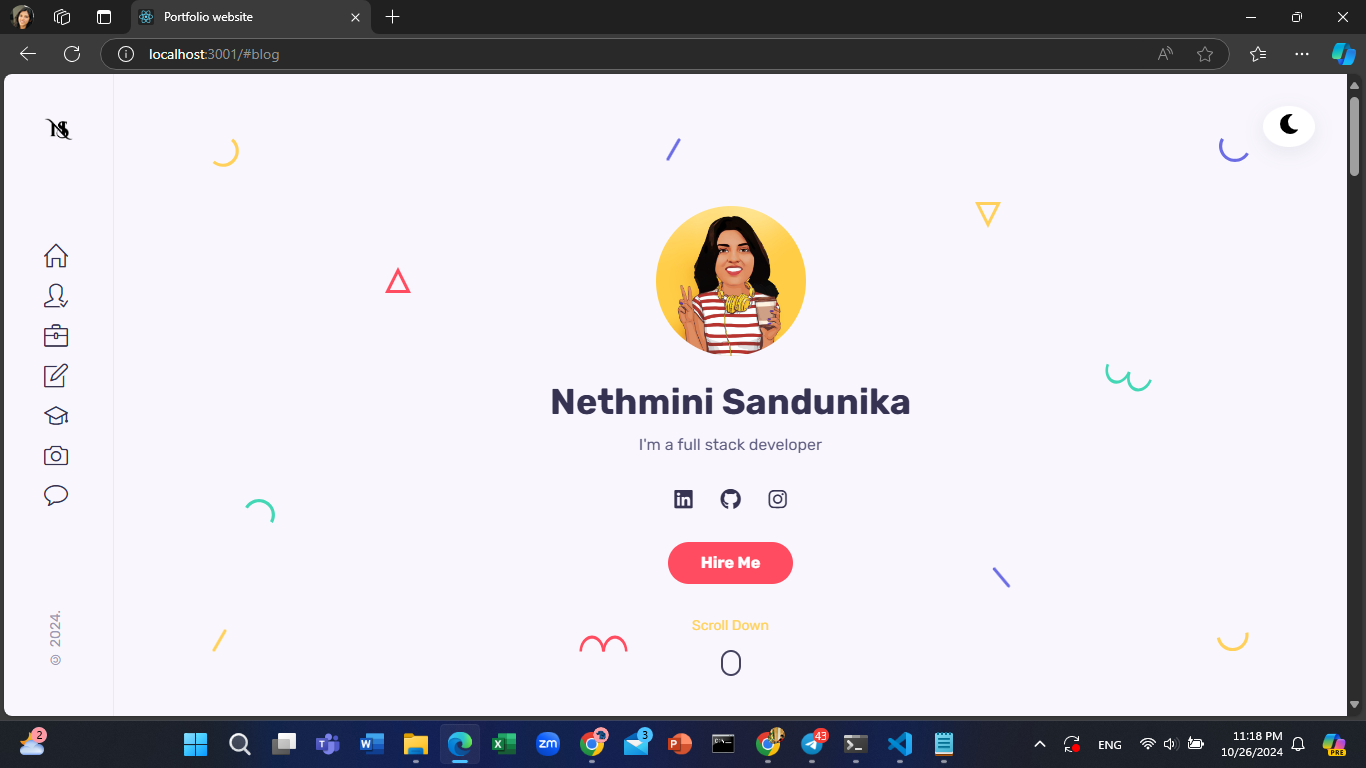 Portfolio website
localhost:3001/#blog
NS
Nethmini Sandunika
I'm a full stack developer
Hire Me
Scroll Down
© 2024.
2
3
43
ENG
11:18 PM
10/26/2024
PRE